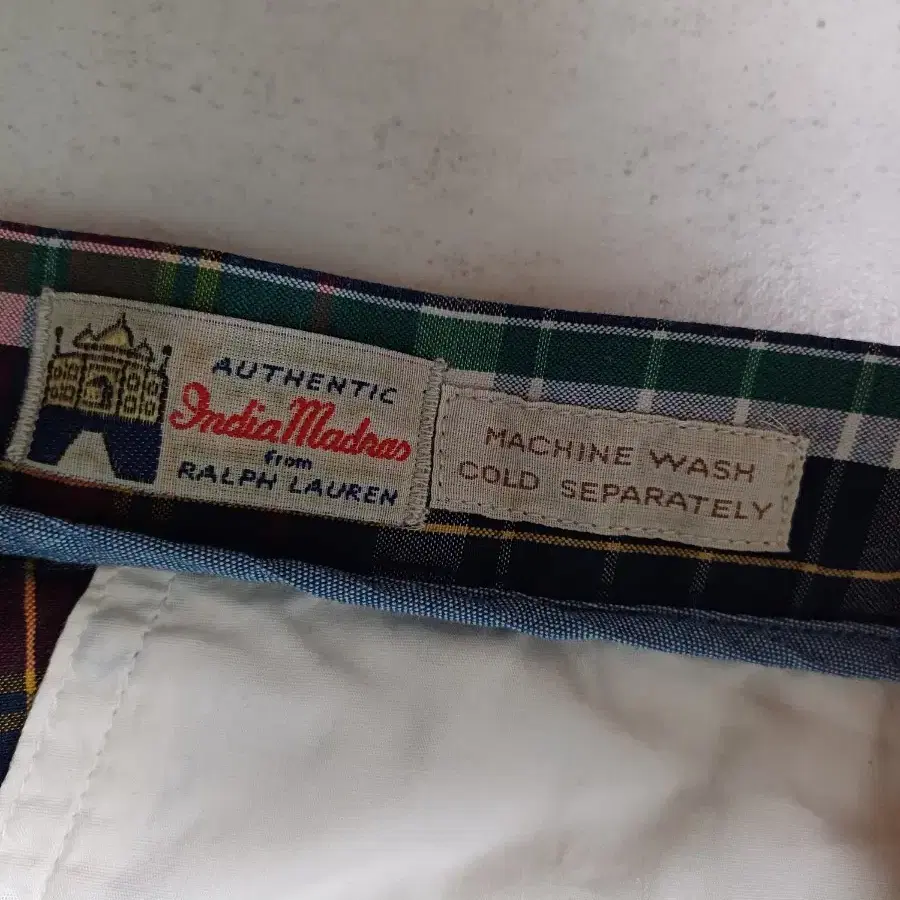 AUTHENTIC
India Madras
from
RALPH LAUREN
MACHINE WASH
COLD SEPARATELY